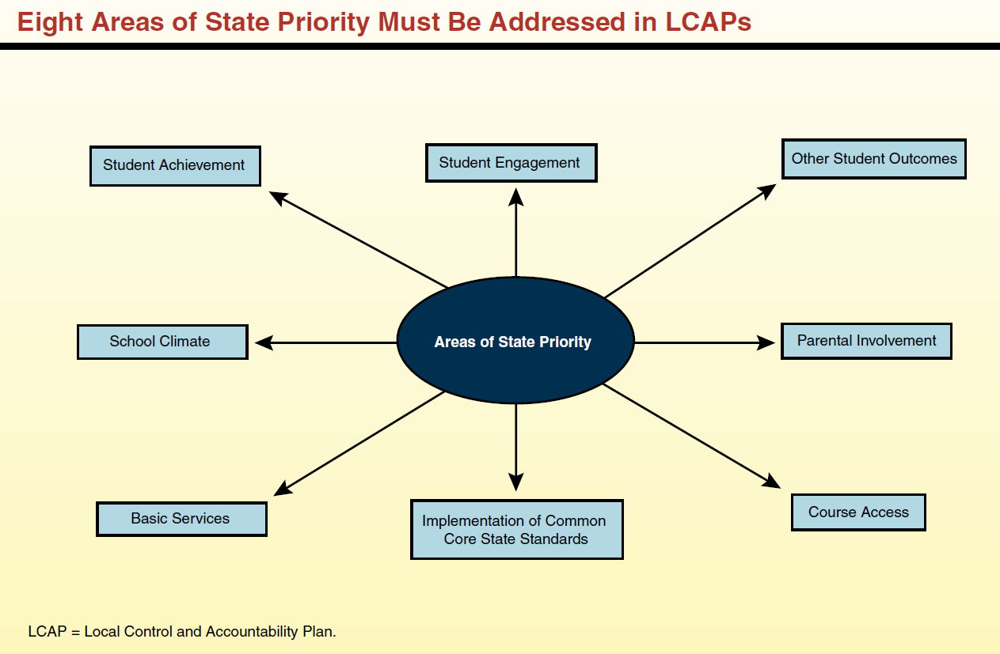 Eight Areas of State Priority Must Be Addressed in LCAPs
Student Achievement
Student Engagement
Other Student Outcomes
School Climate
Areas of State Priority
Parental Involvement
Basic Services
Implementation of Common
Core State Standards
Course Access
LCAP = Local Control and Accountability Plan.